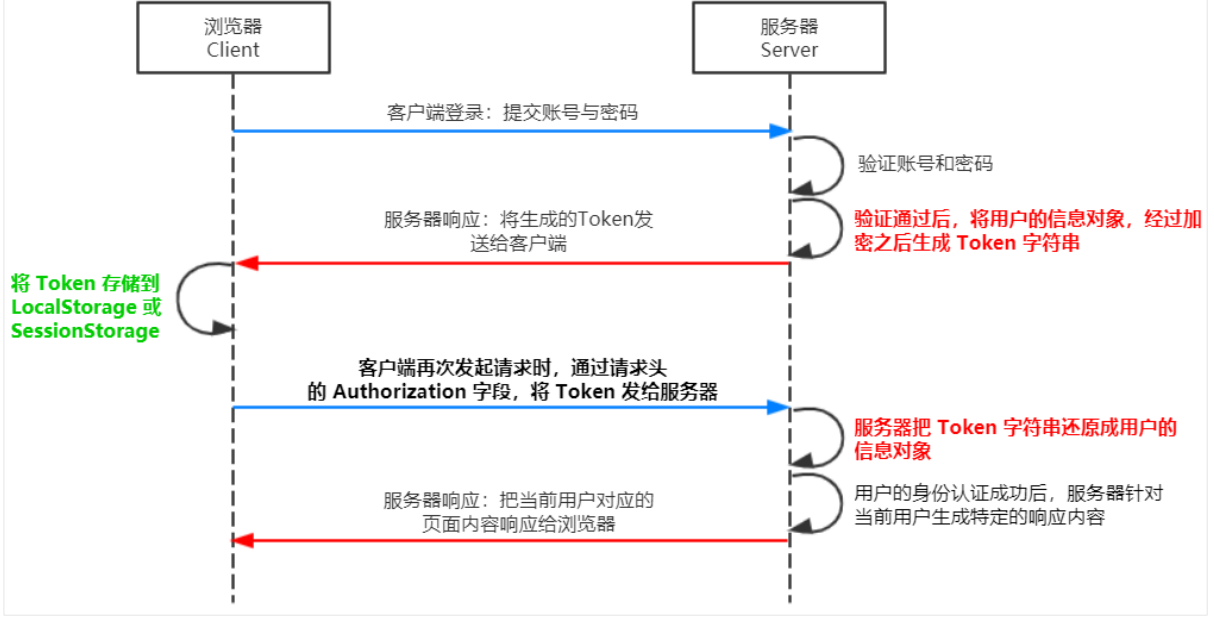 浏览器
Client
服务器
Server
客户端登录：提交账号与密码
验证账号和密码
验证通过后，将用户的信息对象，经过加
密之后生成 Token 字符串
服务器响应：将生成的Token发
送给客户端
将 Token 存储到
LocalStorage 或
SessionStorage
客户端再次发起请求时，通过请求头
的 Authorization 字段，将 Token 发给服务器
服务器把 Token 字符串还原成用户的
信息对象
用户的身份认证成功后，服务器针对
当前用户生成特定的响应内容
服务器响应：把当前用户对应的
页面内容响应给浏览器